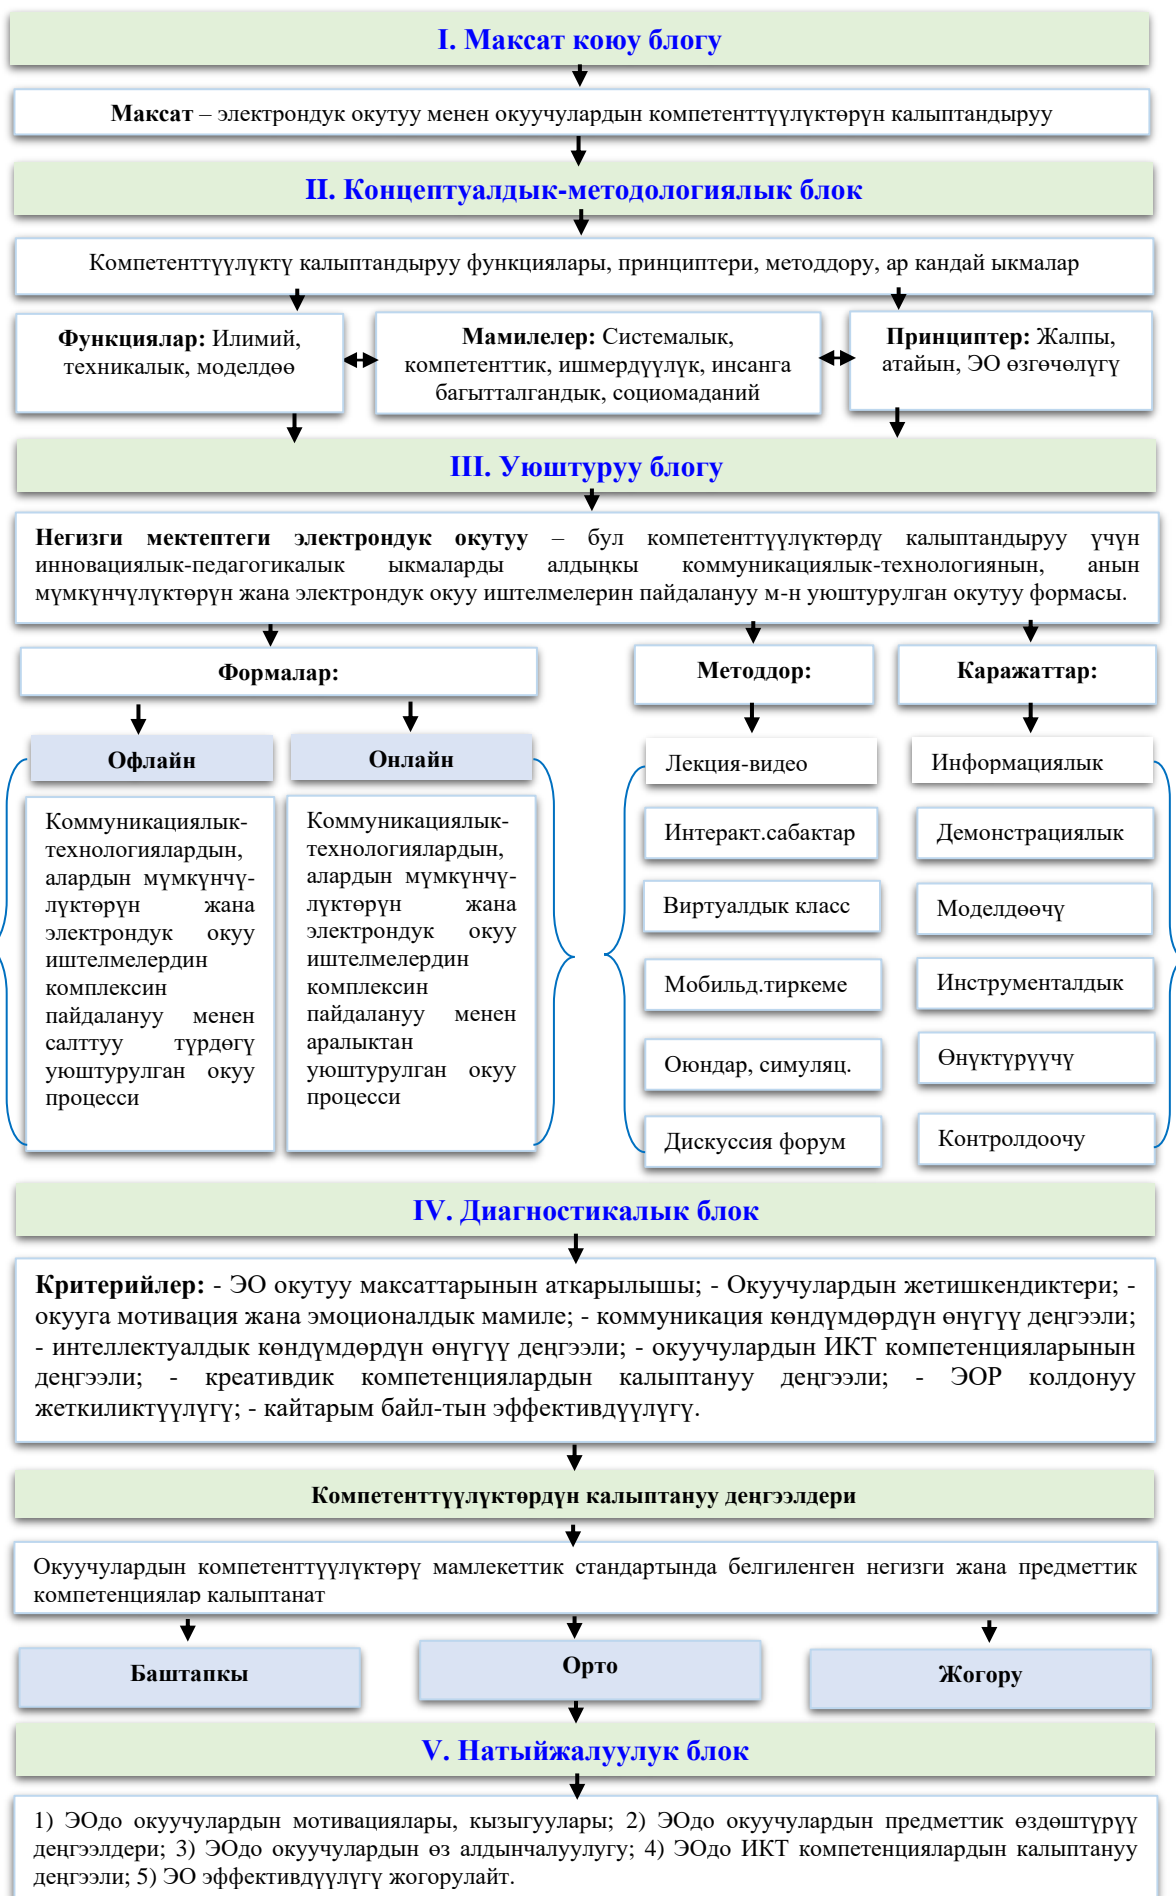 I. Максат коюу блогу
Максат – электрондук окутуу менен окуучулардын компетенттүүлүктөрүн калыптандыруу
II. Концептуалдык-методологиялык блок
Компетенттүүлүктү калыптандыруу функциялары, принциптери, методдору, ар кандай ыкмалар
Функциялар: Илимий,
техникалык, моделдөө
Мамилелер: Системалык,
компетенттик, ишмердүүлүк, инсанга
багытталгандык, социомаданий
Принциптер: Жалпы,
атайын, ЭО өзгөчөлүгү
III. Уюштуруу блогу
Негизги мектептеги электрондук окутуу – бул компетенттүүлүктөрдү калыптандыруу үчүн
инновациялык-педагогикалык ыкмаларды алдыңкы коммуникациялык-технологиянын, анын
мүмкүнчүлүктөрүн жана электрондук окуу иштелмелерин пайдалануу м-н уюштурулган окутуу формасы.
Формалар:
Офлайн
Коммуникациялык-
технологиялардын,
алардын мүмкүнчү-
лүктөрүн жана
электрондук окуу
иштелмелердин
комплексин
пайдалануу менен
салттуу түрдөгү
уюштурулган окуу
процесси
Онлайн
Коммуникациялык-
технологиялардын,
алардын мүмкүнчү-
лүктөрүн жана
электрондук окуу
иштелмелердин
комплексин
пайдалануу менен
аралыктан
уюштурулган окуу
процесси
Методдор:
Лекция-видео
Интеракт.сабактар
Виртуалдык класс
Мобильд.тиркеме
Оюндар, симуляц.
Дискуссия форум
Каражаттар:
Информациялык
Демонстрациялык
Моделдөөчү
Инструменталдык
Өнүктүрүүчү
Контролдоочу
IV. Диагностикалык блок
Критерийлер: - ЭО окутуу максаттарынын аткарылышы; - Окуучулардын жетишкендиктери; -
окууга мотивация жана эмоционалдык мамиле; - коммуникация көндүмдөрдүн өнүгүү деңгээли;
- интеллектуалдык көндүмдөрдүн өнүгүү деңгээли; - окуучулардын ИКТ компетенцияларынын
деңгээли; - креативдик компетенциялардын калыптануу деңгээли; - ЭОР колдонуу
жеткиликтүүлүгү; - кайтарым байл-тын эффективдүүлүгү.
Компетенттүүлүктөрдүн калыптануу деңгээлдери
Окуучулардын компетенттүүлүктөрү мамлекеттик стандартында белгиленген негизги жана предметтик
компетенциялар калыптанат
Баштапкы
Орто
Жогору
V. Натыйжалуулук блок
1) ЭОдо окуучулардын мотивациялары, кызыгуулары; 2) ЭОдо окуучулардын предметтик өздөштүрүү
деңгээлдери; 3) ЭОдо окуучулардын өз алдынчалуулугу; 4) ЭОдо ИКТ компетенциялардын калыптануу
деңгээли; 5) ЭО эффективдүүлүгү жогорулайт.